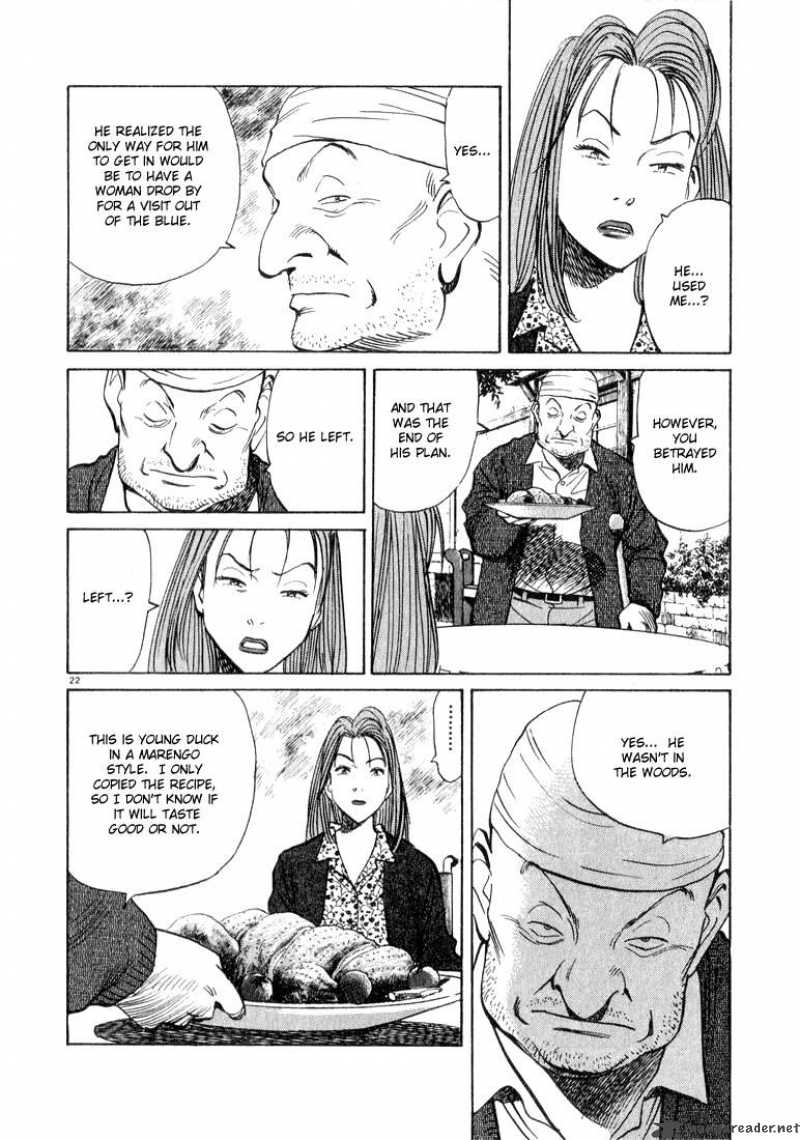 HE...
USED
ME...?
YES...
HE REALIZED THE
ONLY WAY FOR HIM
TO GET IN WOULD
BE TO HAVE A
WOMAN DROP BY
FOR A VISIT OUT
OF THE BLUE.
HOWEVER,
YOU
BETRAYED
HIM.
AND THAT
WAS THE
END OF
HIS PLAN.
SO HE LEFT.
LEFT...?
22
YES... HE
WASN'T IN
THE WOODS.
........
THIS IS YOUNG DUCK
IN A MARENGO
STYLE. I ONLY
COPIED THE RECIPE,
SO I DON'T KNOW IF
IT WILL TASTE
GOOD OR NOT.